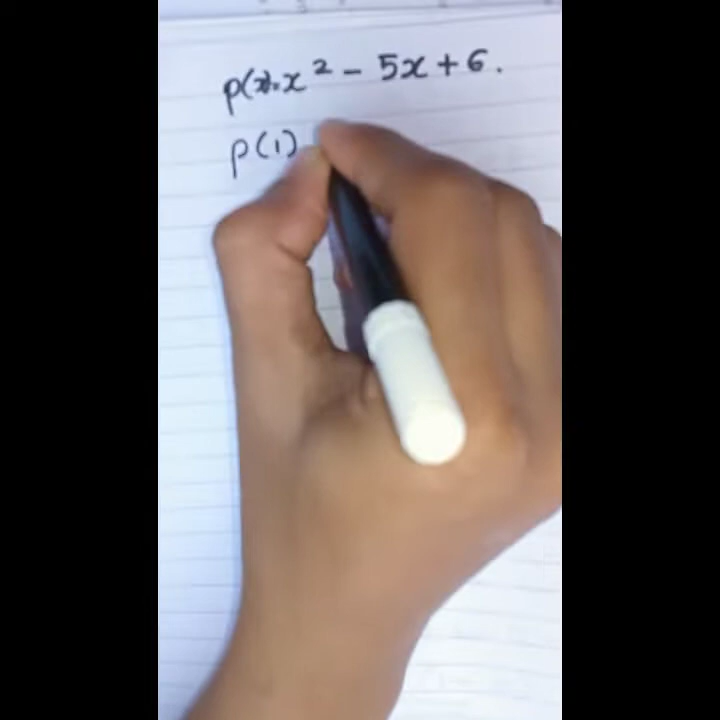 p(x)=x² - 5x + 6.
p(1)